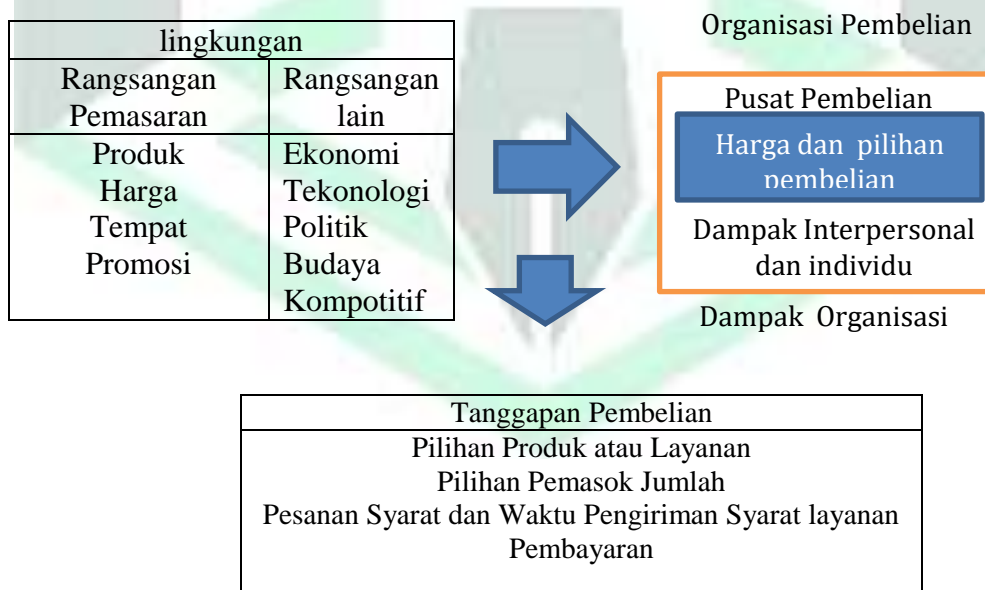 lingkungan
Rangsangan
Pemasaran
Rangsangan
lain
Produk
Harga
Tempat
Promosi
Ekonomi
Tekonologi
Politik
Budaya
Kompotitif
Organisasi Pembelian
Pusat Pembelian
Harga dan pilihan
pembelian
Dampak Interpersonal
dan individu
Dampak Organisasi
Tanggapan Pembelian
Pilihan Produk atau Layanan
Pilihan Pemasok Jumlah
Pesanan Syarat dan Waktu Pengiriman Syarat layanan
Pembayaran